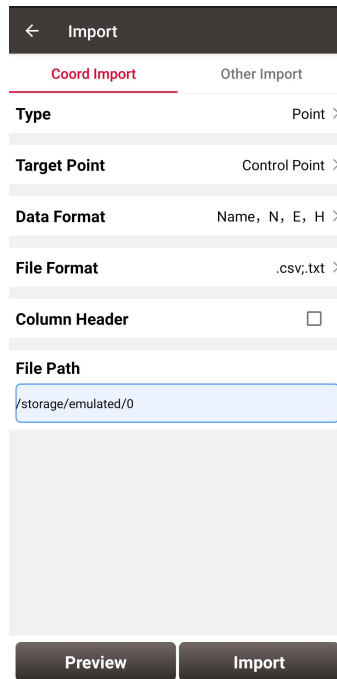 Import
Coord Import Other Import
Type Point
Target Point Control Point
Data Format Name，N，E，H
File Format .csv;.txt
Column Header
File Path
/storage/emulated/0
Preview Import